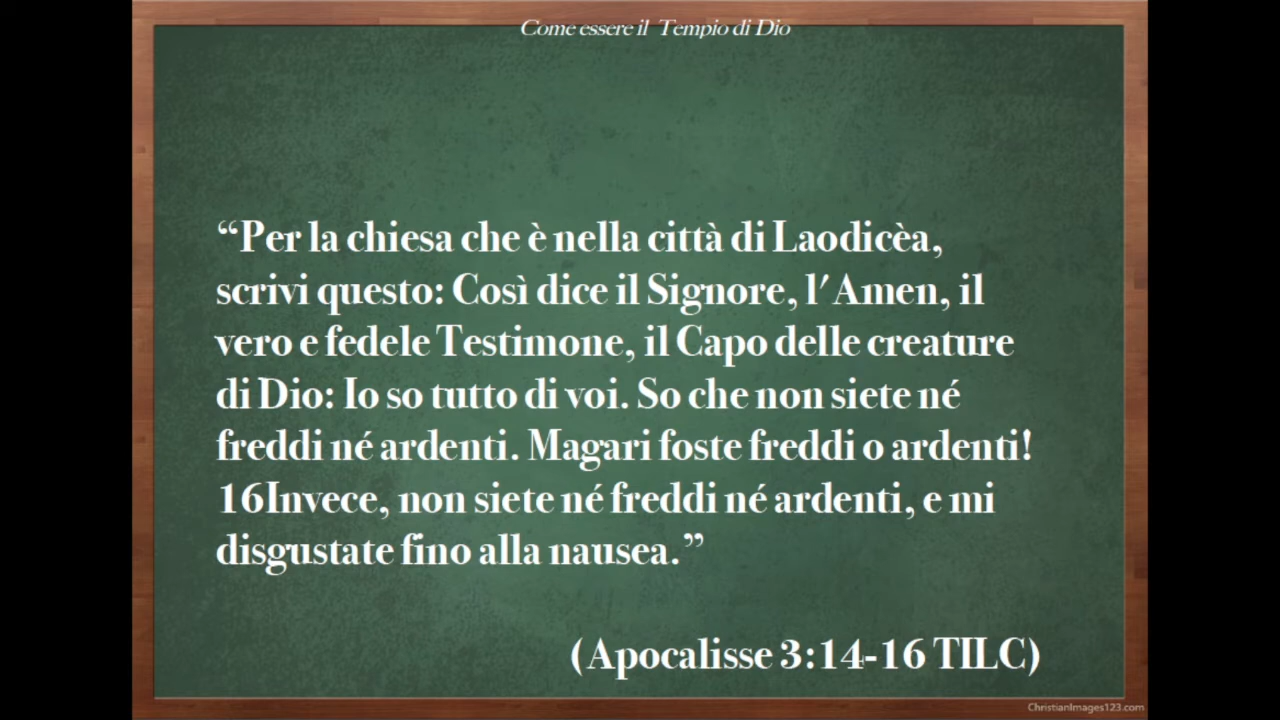 Come essere il Tempio di Dio
“Per la chiesa che è nella città di Laodicèa,
scrivi questo: Così dice il Signore, l'Amen, il
vero e fedele Testimone, il Capo delle creature
di Dio: Io so tutto di voi. So che non siete né
freddi né ardenti. Magari foste freddi o ardenti!
16Invece, non siete né freddi né ardenti, e mi
disgustate fino alla nausea.”
(Apocalisse 3:14-16 TILC)
ChristianImages123.com